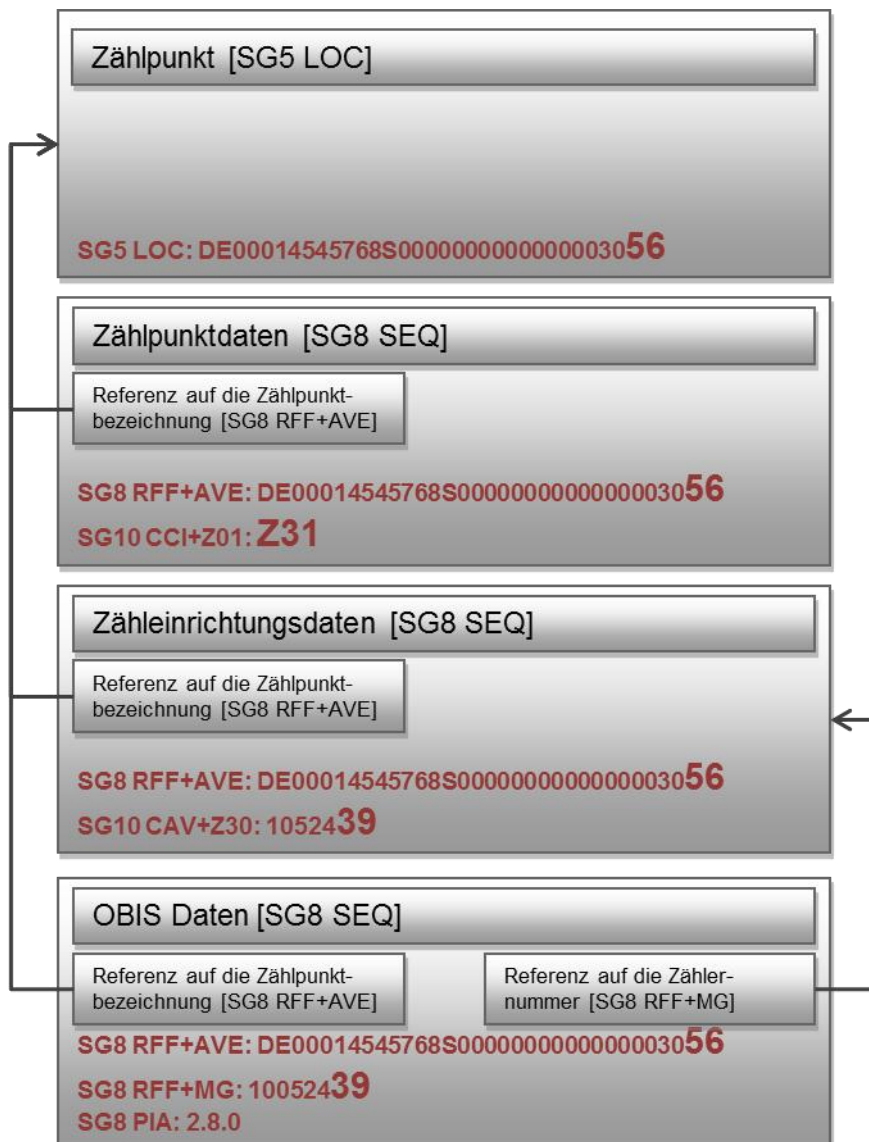 Zählpunkt [SG5 LOC]
SG5 LOC: DE00014545768S0000000000000003056
Zählpunktdaten [SG8 SEQ]
Referenz auf die Zählpunkt-
bezeichnung [SG8 RFF+AVE]
SG8 RFF+AVE: DE00014545768S0000000000000003056
SG10 CCI+Z01: Z31
Zähleinrichtungsdaten [SG8 SEQ]
Referenz auf die Zählpunkt-
bezeichnung [SG8 RFF+AVE]
SG8 RFF+AVE: DE00014545768S0000000000000003056
SG10 CAV+Z30: 1052439
OBIS Daten [SG8 SEQ]
Referenz auf die Zählpunkt-
bezeichnung [SG8 RFF+AVE]
Referenz auf die Zähler-
nummer [SG8 RFF+MG]
SG8 RFF+AVE: DE00014545768S0000000000000003056
SG8 RFF+MG: 10052439
SG8 PIA: 2.8.0